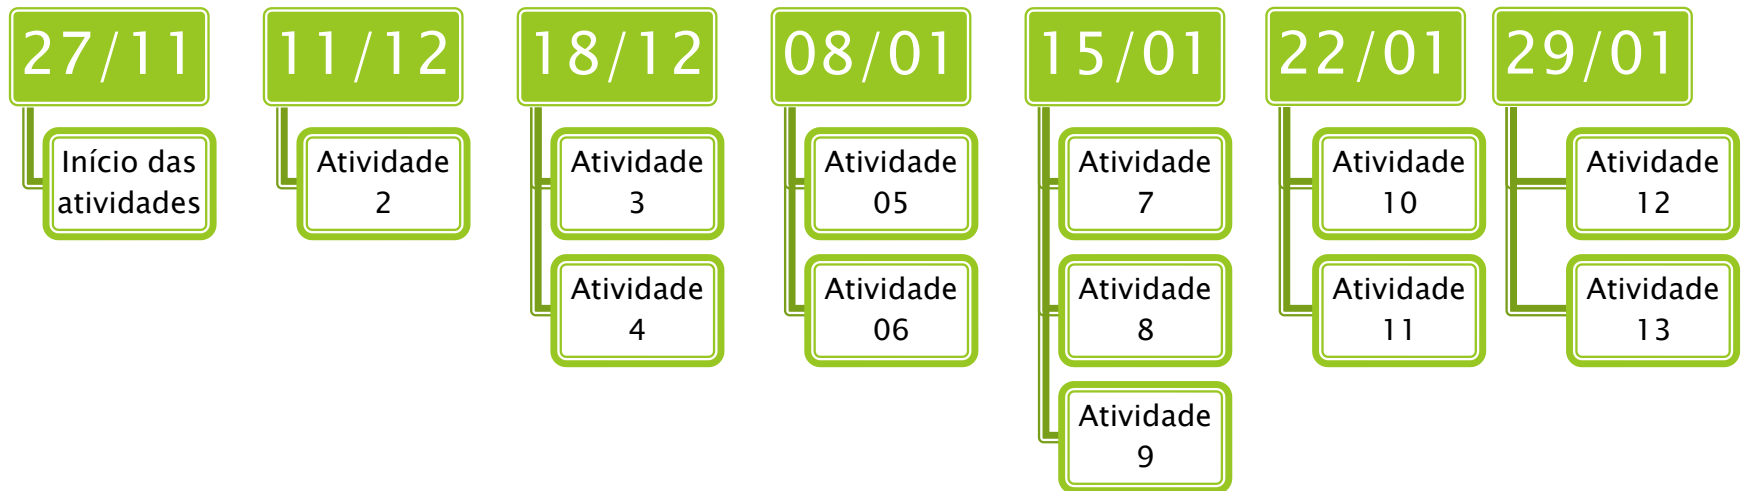 27/11
Início das
atividades
11/12
Atividade
2
18/12
Atividade
3
Atividade
4
08/01
Atividade
05
Atividade
06
15/01
Atividade
7
Atividade
8
Atividade
9
22/01
Atividade
10
Atividade
11
29/01
Atividade
12
Atividade
13